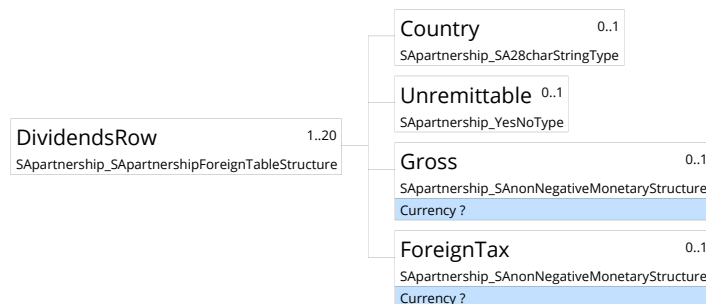 Country 0..1
SApartnership_SA28charStringType
Unremittable 0..1
SApartnership_YesNoType
DividendsRow 1..20
SApartnership_SApartnershipForeignTableStructure
Gross 0..1
SApartnership_SAnonNegativeMonetaryStructure
Currency ?
ForeignTax 0..1
SApartnership_SAnonNegativeMonetaryStructure
Currency ?